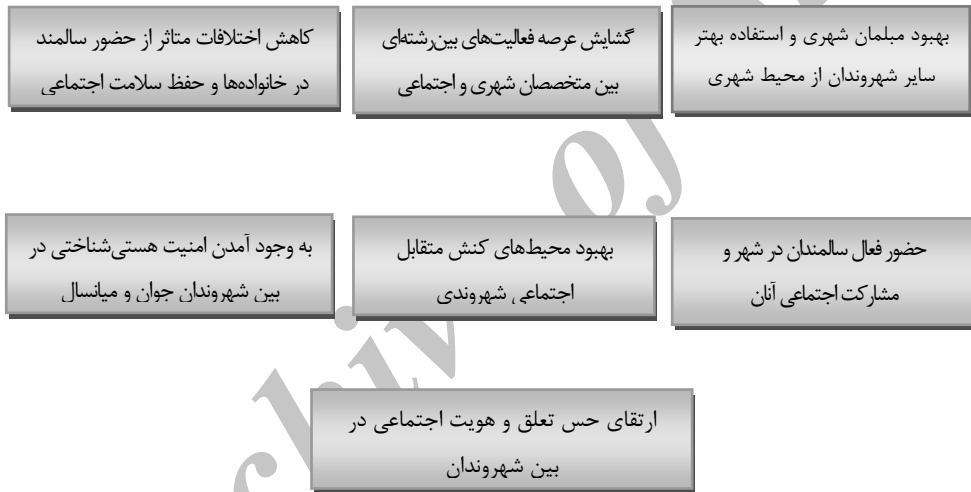 بهبود مبلمان شهری و استفاده بهتر
سایر شهروندان از محیط شهری
گشایش عرصه فعالیت‌های بین‌رشته‌ای
بین متخصصان شهری و اجتماعی
کاهش اختلافات متاثر از حضور سالمند
در خانواده‌ها و حفظ سلامت اجتماعی
حضور فعال سالمندان در شهر و
مشارکت اجتماعی آنان
بهبود محیط‌های کنش متقابل
اجتماعی شهروندی
به وجود آمدن امنیت هستی‌شناختی در
بین شهروندان جوان و میانسال
ارتقای حس تعلق و هویت اجتماعی در
بین شهروندان